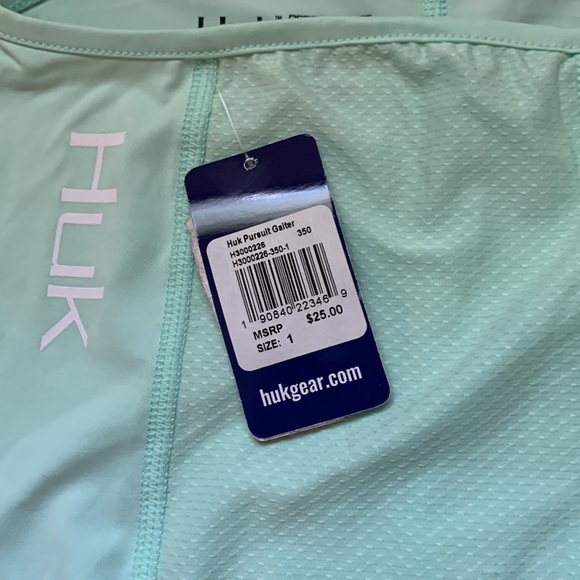 Huk
HUK
Huk Pursuit Gaiter
H3000226 350
H3000226-350-1
1 90840 22346 9
MSRP $25.00
SIZE: 1
hukgear.com